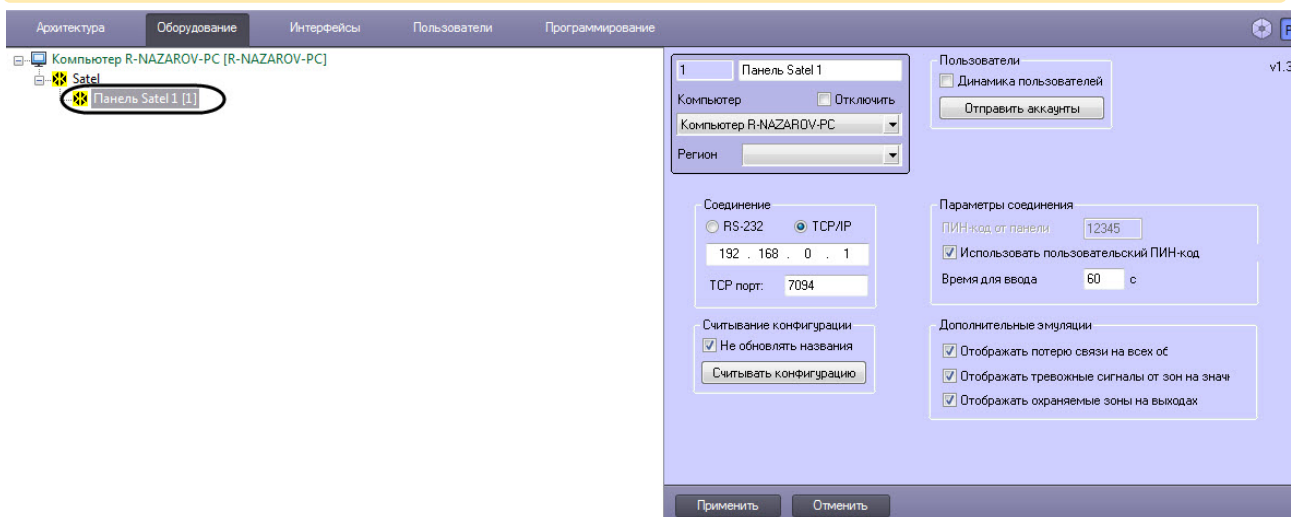 Архитектура Оборудование Интерфейсы Пользователи Программирование
Компьютер R-NAZAROV-PC [R-NAZAROV-PC]
Satel
Панель Satel 1 [1]
1 Панель Satel 1
Компьютер Отключить
Компьютер R-NAZAROV-PC
Регион
Пользователи
Динамика пользователей
Отправить аккаунты
v1.3
Соединение
RS-232 TCP/IP
192 . 168 . 0 . 1
TCP порт: 7094
Параметры соединения
ПИН-код от панели 12345
Использовать пользовательский ПИН-код
Время для ввода 60 с
Считывание конфигурации
Не обновлять названия
Считывать конфигурацию
Дополнительные эмуляции
Отображать потерю связи на всех об
Отображать тревожные сигналы от зон на знач
Отображать охраняемые зоны на выходах
Применить Отменить